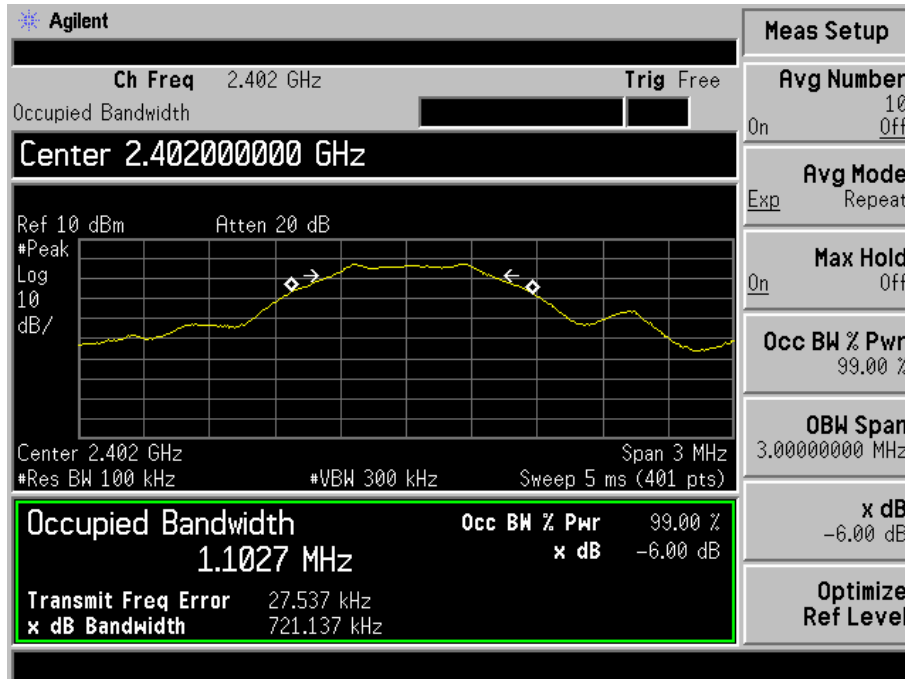 Agilent
Ch Freq 2.402 GHz Trig Free
Occupied Bandwidth
Center 2.402000000 GHz
Ref 10 dBm Atten 20 dB
#Peak
Log
10
dB/
Center 2.402 GHz Span 3 MHz
#Res BW 100 kHz #VBW 300 kHz Sweep 5 ms (401 pts)
Occupied Bandwidth
1.1027 MHz
Occ BW % Pwr 99.00 %
x dB -6.00 dB
Transmit Freq Error 27.537 kHz
x dB Bandwidth 721.137 kHz
Meas Setup
Avg Number
10
On Off
Avg Mode
Exp Repeat
Max Hold
On Off
Occ BW % Pwr
99.00 %
OBW Span
3.00000000 MHz
x dB
-6.00 dB
Optimize
Ref Level